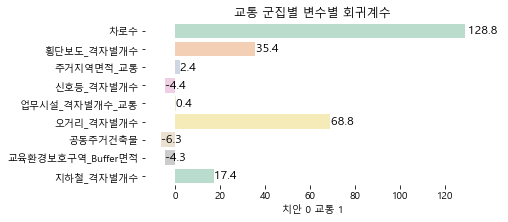 교통 군집별 변수별 회귀계수
차로수 128.8
횡단보도_격자별개수 35.4
주거지역면적_교통 2.4
신호등_격자별개수 -4.4
업무시설_격자별개수_교통 0.4
오거리_격자별개수 68.8
공동주거건축물 -6.3
교육환경보호구역_Buffer면적 -4.3
지하철_격자별개수 17.4
0 20 40 60 80 100 120
치안 0 교통 1